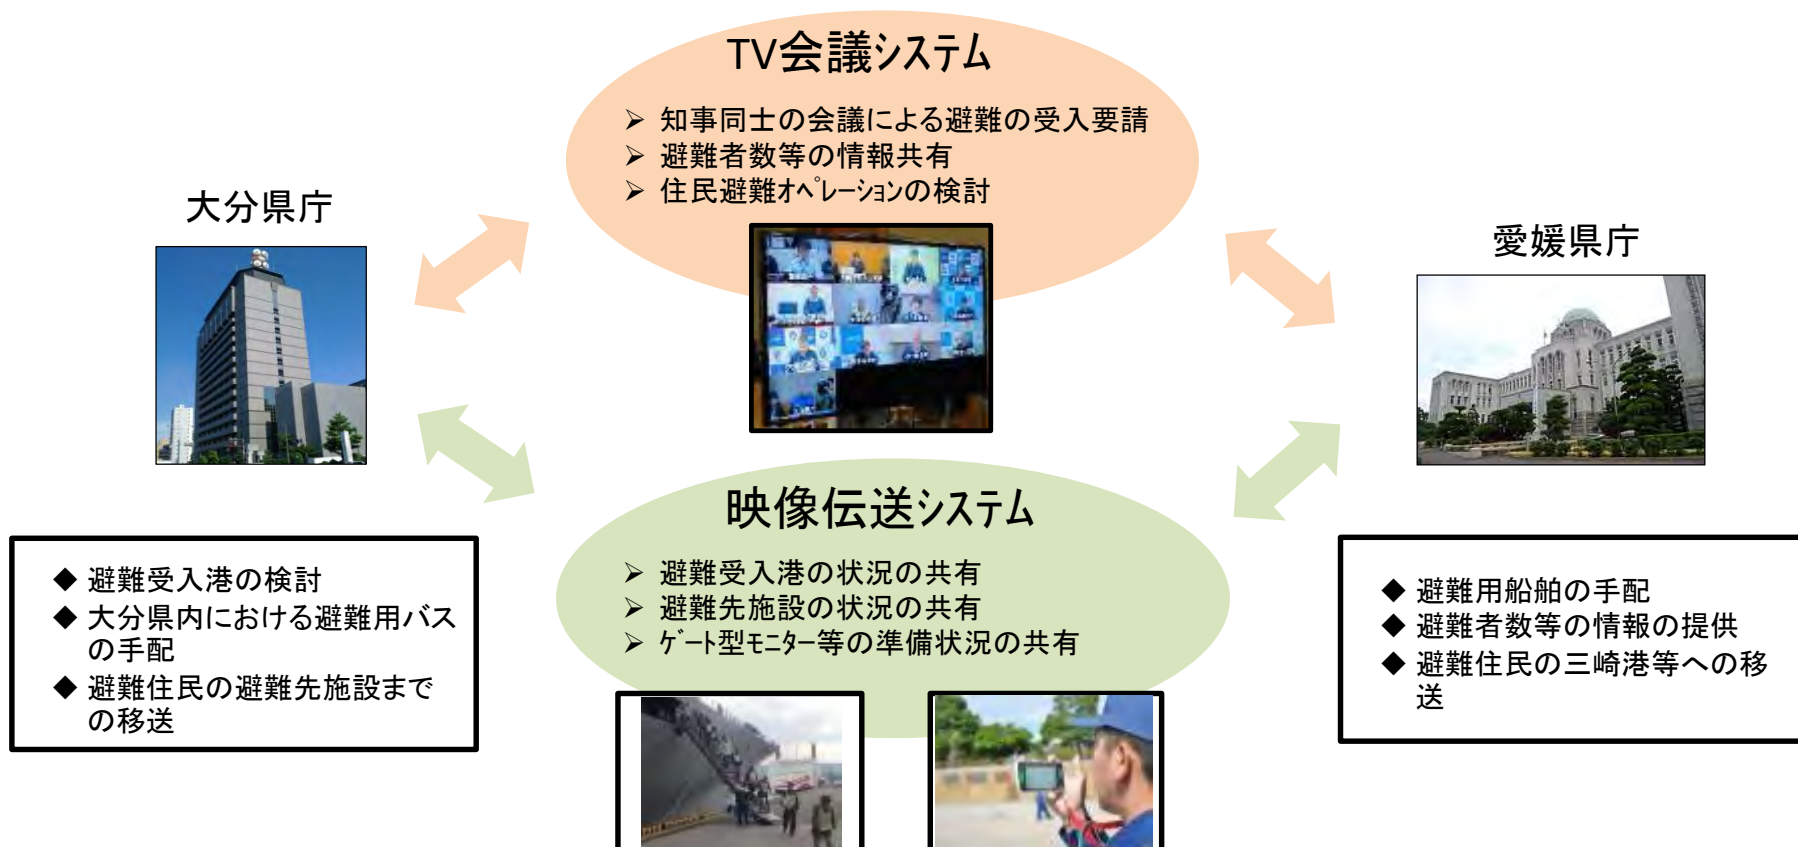 TV会議システム
➢ 知事同士の会議による避難の受入要請
➢ 避難者数等の情報共有
➢ 住民避難ｵﾍﾟﾚｰｼｮﾝの検討
大分県庁
愛媛県庁
映像伝送システム
➢ 避難受入港の状況の共有
➢ 避難先施設の状況の共有
➢ ｹﾞｰﾄ型ﾓﾆﾀｰ等の準備状況の共有
◆ 避難受入港の検討
◆ 大分県内における避難用バス
の手配
◆ 避難住民の避難先施設まで
の移送
◆ 避難用船舶の手配
◆ 避難者数等の情報の提供
◆ 避難住民の三崎港等への移
送